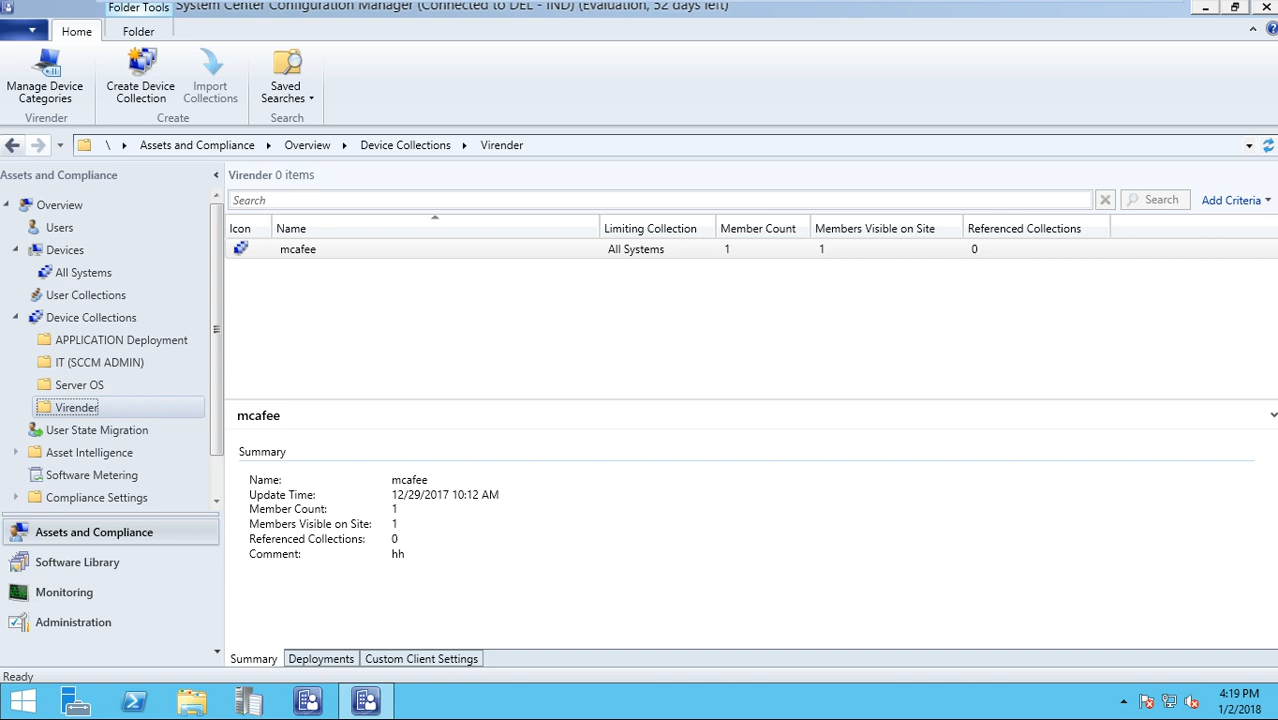 Folder Tools
System Center Configuration Manager (Connected to DEL - IND) (Evaluation, 52 days left)
Home
Folder
Manage Device Categories
Create Device Collection
Import Collections
Saved Searches
Virender
Create
Search
\ Assets and Compliance Overview Device Collections Virender
Assets and Compliance
Overview
Users
Devices
All Systems
User Collections
Device Collections
APPLICATION Deployment
IT (SCCM ADMIN)
Server OS
Virender
User State Migration
Asset Intelligence
Software Metering
Compliance Settings
Assets and Compliance
Software Library
Monitoring
Administration
Virender 0 items
Search
Search
Add Criteria
Icon Name Limiting Collection Member Count Members Visible on Site Referenced Collections
mcafee All Systems 1 1 0
mcafee
Summary
Name: mcafee
Update Time: 12/29/2017 10:12 AM
Member Count: 1
Members Visible on Site: 1
Referenced Collections: 0
Comment: hh
Summary Deployments Custom Client Settings
Ready
4:19 PM
1/2/2018